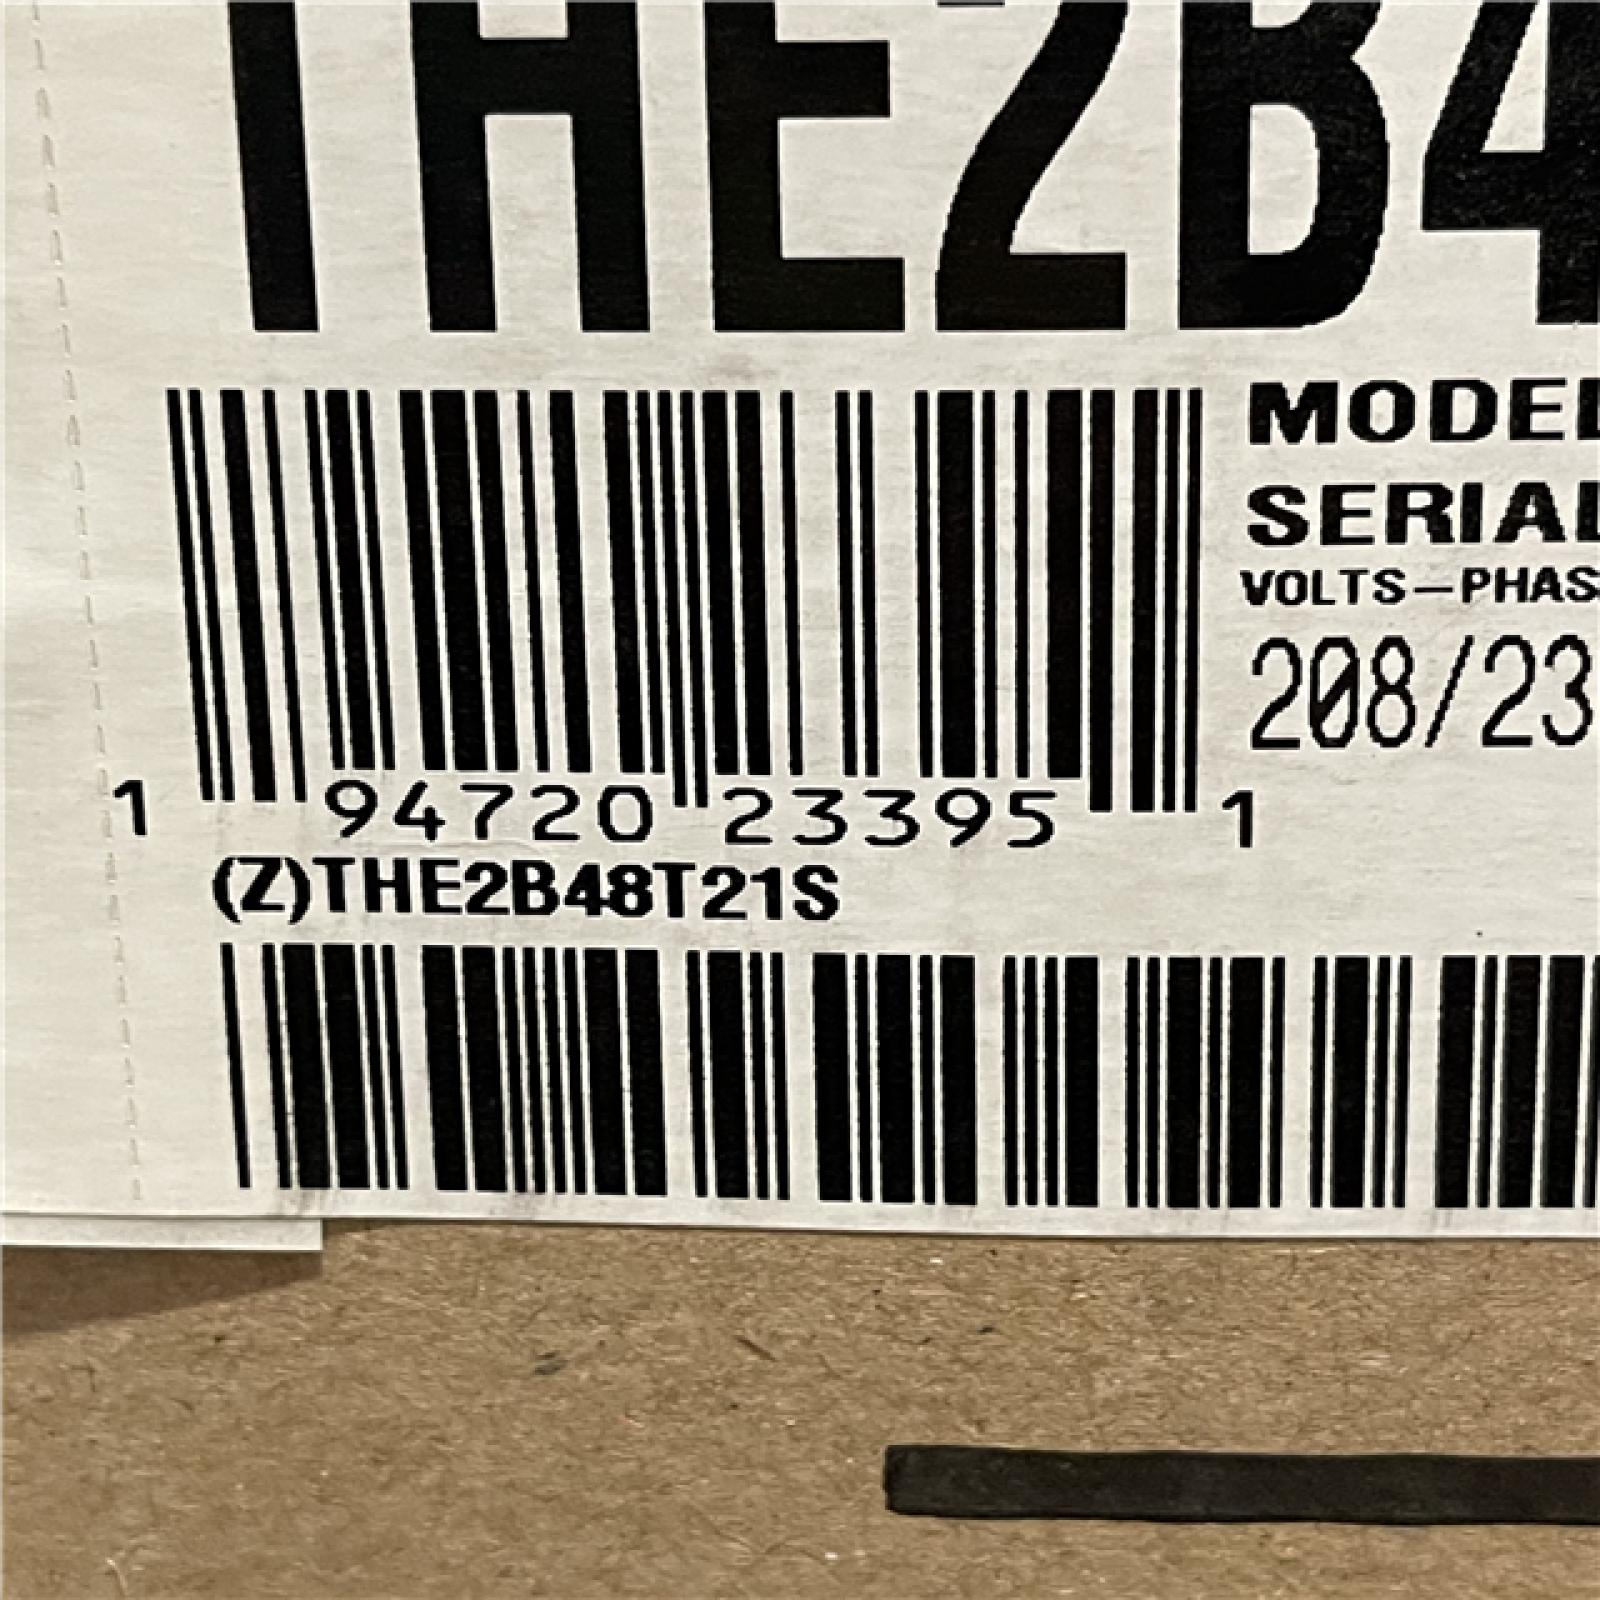 THE2B4
MODEL
SERIAL
VOLTS-PHAS
208/23
1 94720 23395 1
(Z)THE2B48T21S